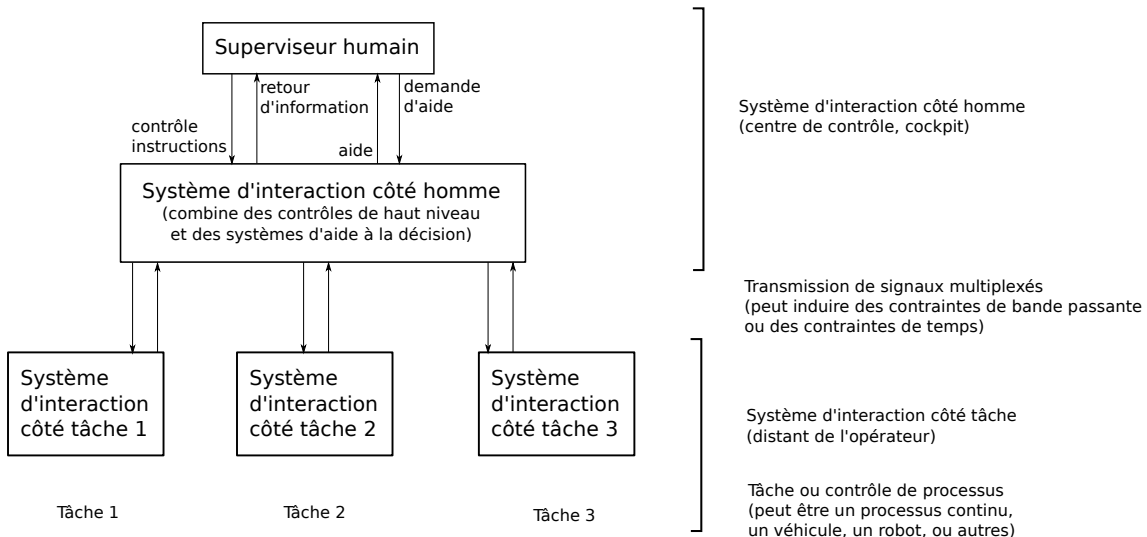 Superviseur humain
retour
d'information
demande
d'aide
contrôle
instructions
aide
Système d'interaction côté homme
(combine des contrôles de haut niveau
et des systèmes d'aide à la décision)
Système d'interaction côté homme
(centre de contrôle, cockpit)
Transmission de signaux multiplexés
(peut induire des contraintes de bande passante
ou des contraintes de temps)
Système
d'interaction
côté tâche 1
Système
d'interaction
côté tâche 2
Système
d'interaction
côté tâche 3
Système d'interaction côté tâche
(distant de l'opérateur)
Tâche 1
Tâche 2
Tâche 3
Tâche ou contrôle de processus
(peut être un processus continu,
un véhicule, un robot, ou autres)